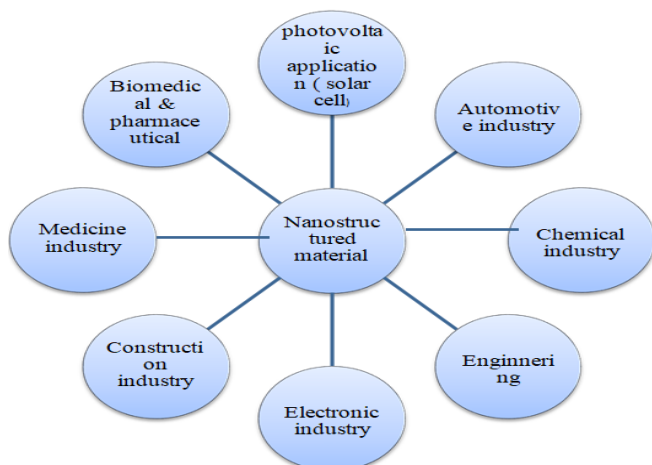 photovolta
ic
applicatio
n ( solar
cell)
Biomedic
al &
pharmace
utical
Automotiv
e industry
Medicine
industry
Nanostruc
tured
material
Chemical
industry
Constructi
on
industry
Enginneri
ng
Electronic
industry